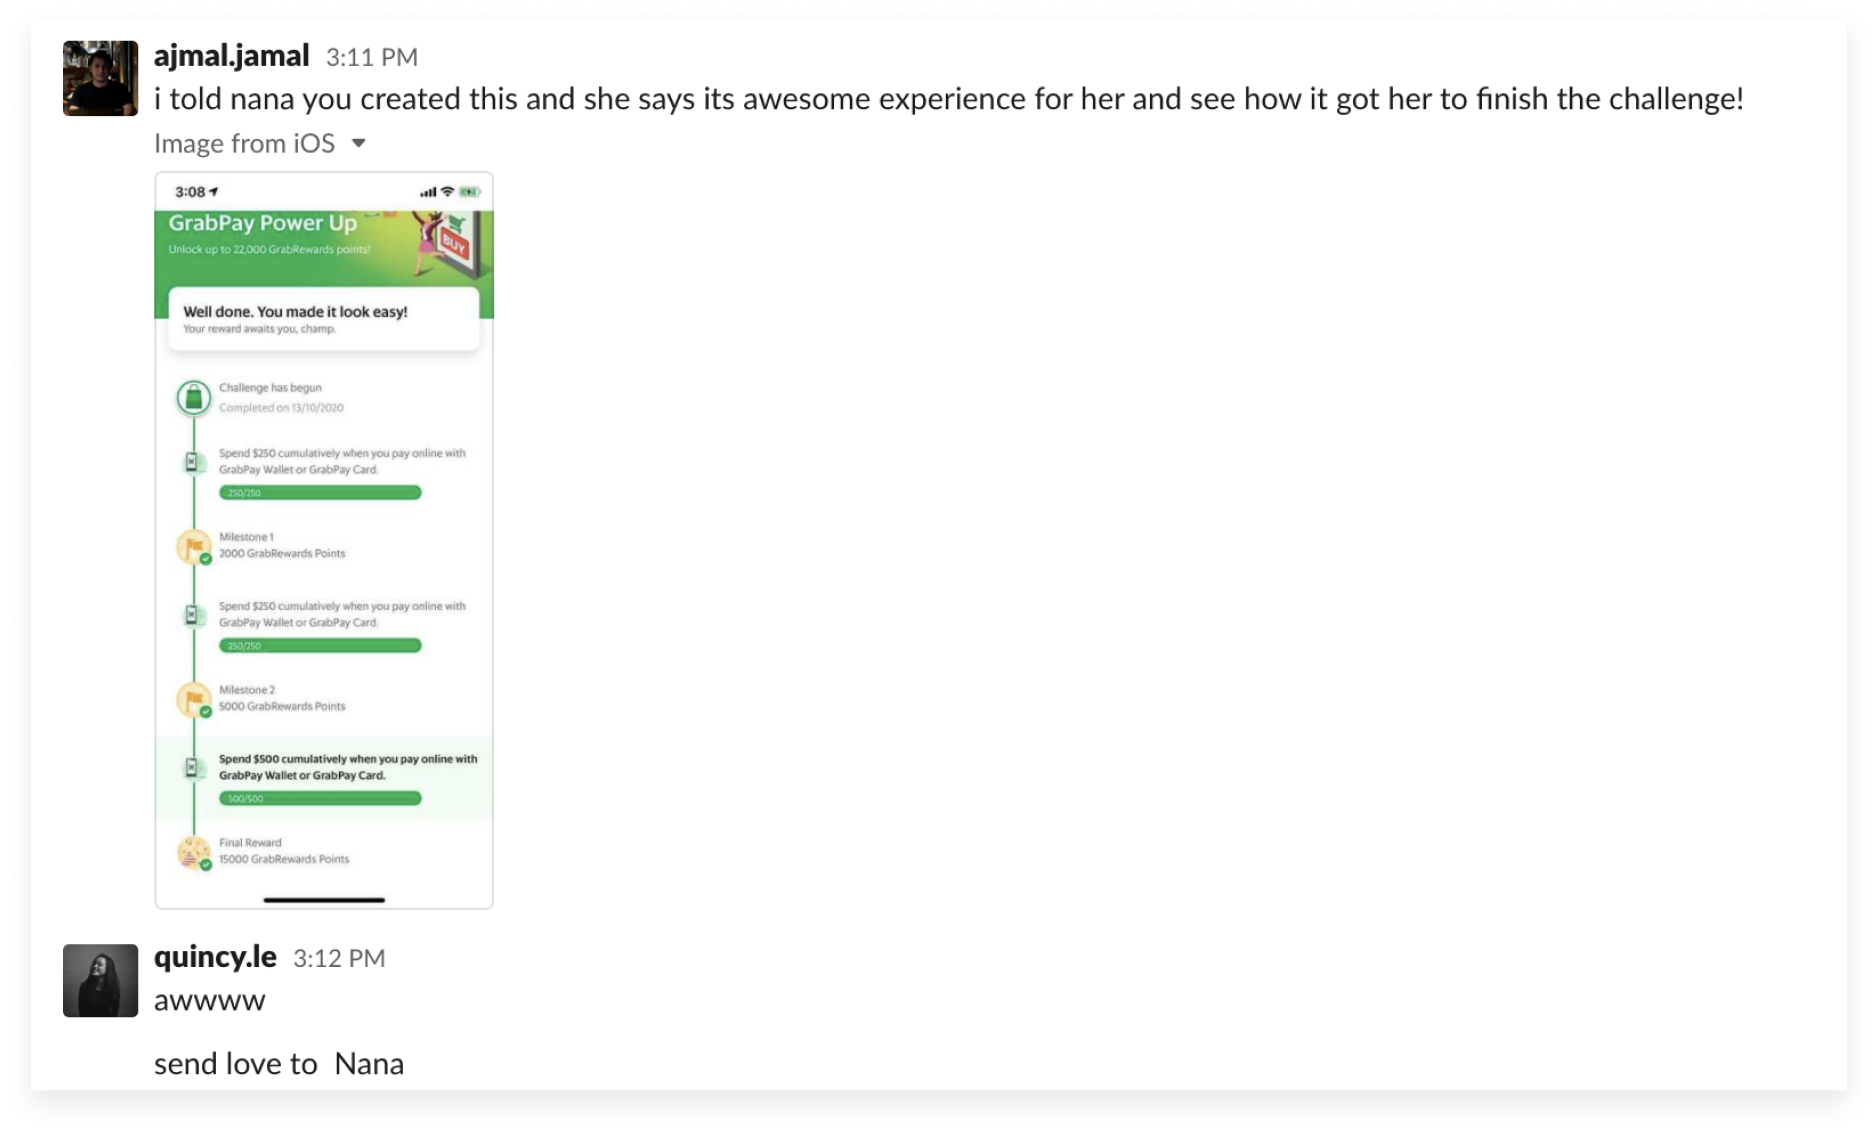 ajmal.jamal 3:11 PM
i told nana you created this and she says its awesome experience for her and see how it got her to finish the challenge!
Image from iOS
3:08
GrabPay Power Up
Unlock up to 22,000 GrabRewards points!
BUY
Well done. You made it look easy!
Your reward awaits you, champ.
Challenge has begun
Completed on 13/10/2020
Spend $250 cumulatively when you pay online with
GrabPay Wallet or GrabPay Card.
250/250
Milestone 1
2000 GrabRewards Points
Spend $250 cumulatively when you pay online with
GrabPay Wallet or GrabPay Card.
250/250
Milestone 2
5000 GrabRewards Points
Spend $500 cumulatively when you pay online with
GrabPay Wallet or GrabPay Card.
500/500
Final Reward
15000 GrabRewards Points
quincy.le 3:12 PM
awwww
send love to  Nana